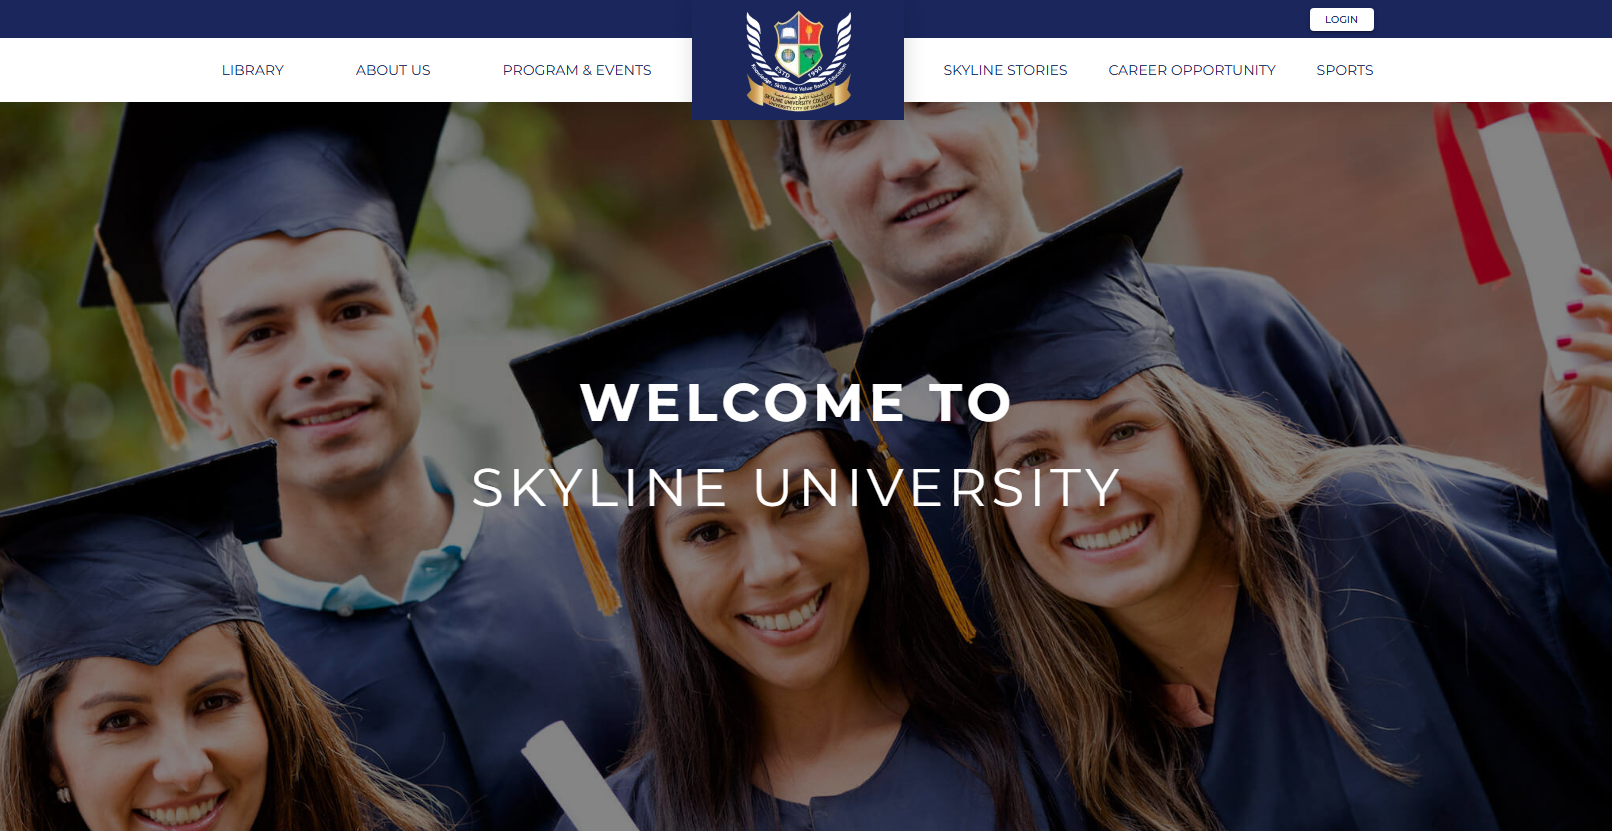 LOGIN
LIBRARY
ABOUT US
PROGRAM & EVENTS
ESTD 1990
Knowledge, Skills and Value Based Education
SKYLINE UNIVERSITY COLLEGE
UNIVERSITY CITY OF SHARJAH
SKYLINE STORIES
CAREER OPPORTUNITY
SPORTS
WELCOME TO
SKYLINE UNIVERSITY